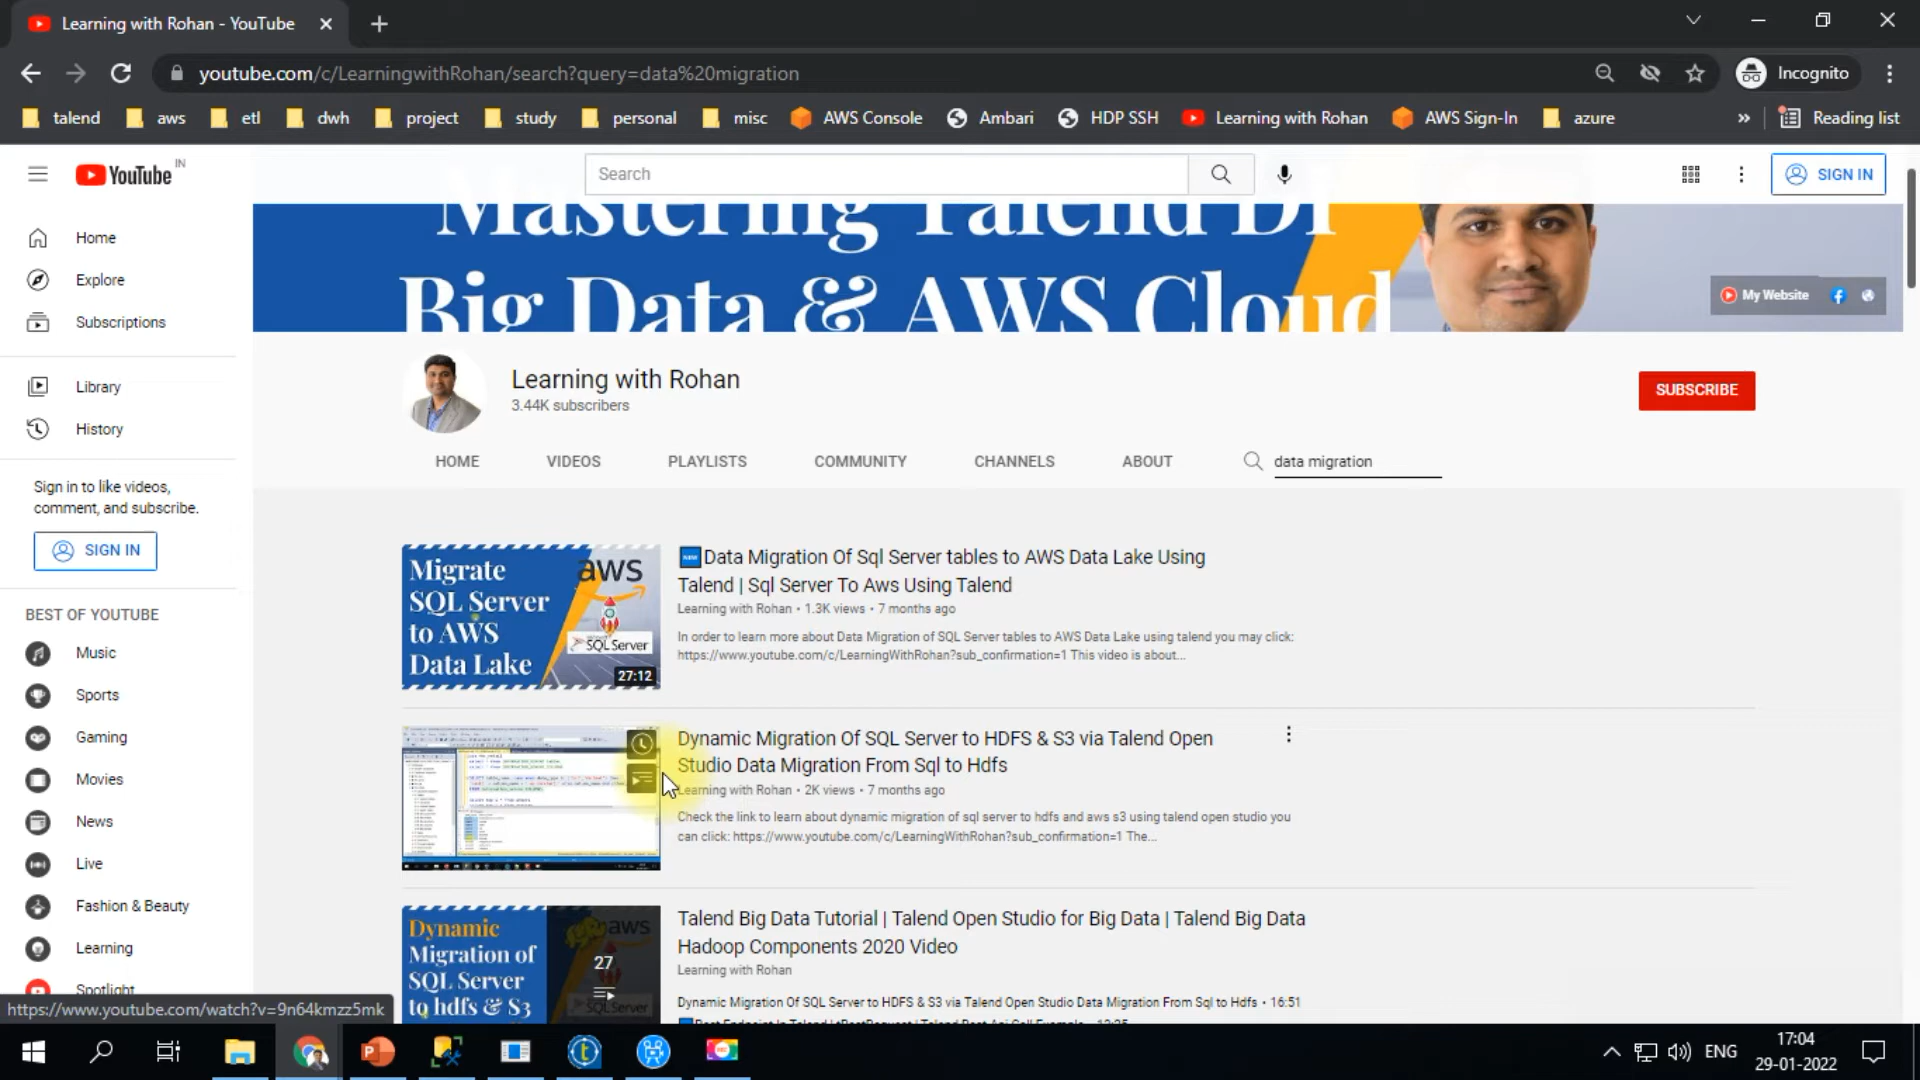 Learning with Rohan - YouTube
youtube.com/c/LearningwithRohan/search?query=data%20migration
Incognito
talend
aws
etl
dwh
project
study
personal
misc
AWS Console
Ambari
HDP SSH
Learning with Rohan
AWS Sign-In
azure
»
Reading list
YouTube IN
Search
SIGN IN
Mastering Talend DI
Big Data & AWS Cloud
My Website
Home
Explore
Subscriptions
Library
History
Sign in to like videos,
comment, and subscribe.
SIGN IN
BEST OF YOUTUBE
Music
Sports
Gaming
Movies
News
Live
Fashion & Beauty
Learning
Spotlight
https://www.youtube.com/watch?v=9n64kmzz5mk
Learning with Rohan
3.44K subscribers
SUBSCRIBE
HOME
VIDEOS
PLAYLISTS
COMMUNITY
CHANNELS
ABOUT
data migration
Migrate
SQL Server
to AWS
Data Lake
aws
SQL Server
27:12
NEW Data Migration Of Sql Server tables to AWS Data Lake Using
Talend | Sql Server To Aws Using Talend
Learning with Rohan • 1.3K views • 7 months ago
In order to learn more about Data Migration of SQL Server tables to AWS Data Lake using talend you may click:
https://www.youtube.com/c/LearningWithRohan?sub_confirmation=1 This video is about...
Dynamic Migration Of SQL Server to HDFS & S3 via Talend Open
Studio Data Migration From Sql to Hdfs
Learning with Rohan • 2K views • 7 months ago
Check the link to learn about dynamic migration of sql server to hdfs and aws s3 using talend open studio you
can click: https://www.youtube.com/c/LearningWithRohan?sub_confirmation=1 The...
Dynamic
Migration of
SQL Server
to hdfs & S3
aws
27
SQL Server
Talend Big Data Tutorial | Talend Open Studio for Big Data | Talend Big Data
Hadoop Components 2020 Video
Learning with Rohan
Dynamic Migration Of SQL Server to HDFS & S3 via Talend Open Studio Data Migration From Sql to Hdfs • 16:51
ENG
17:04
29-01-2022